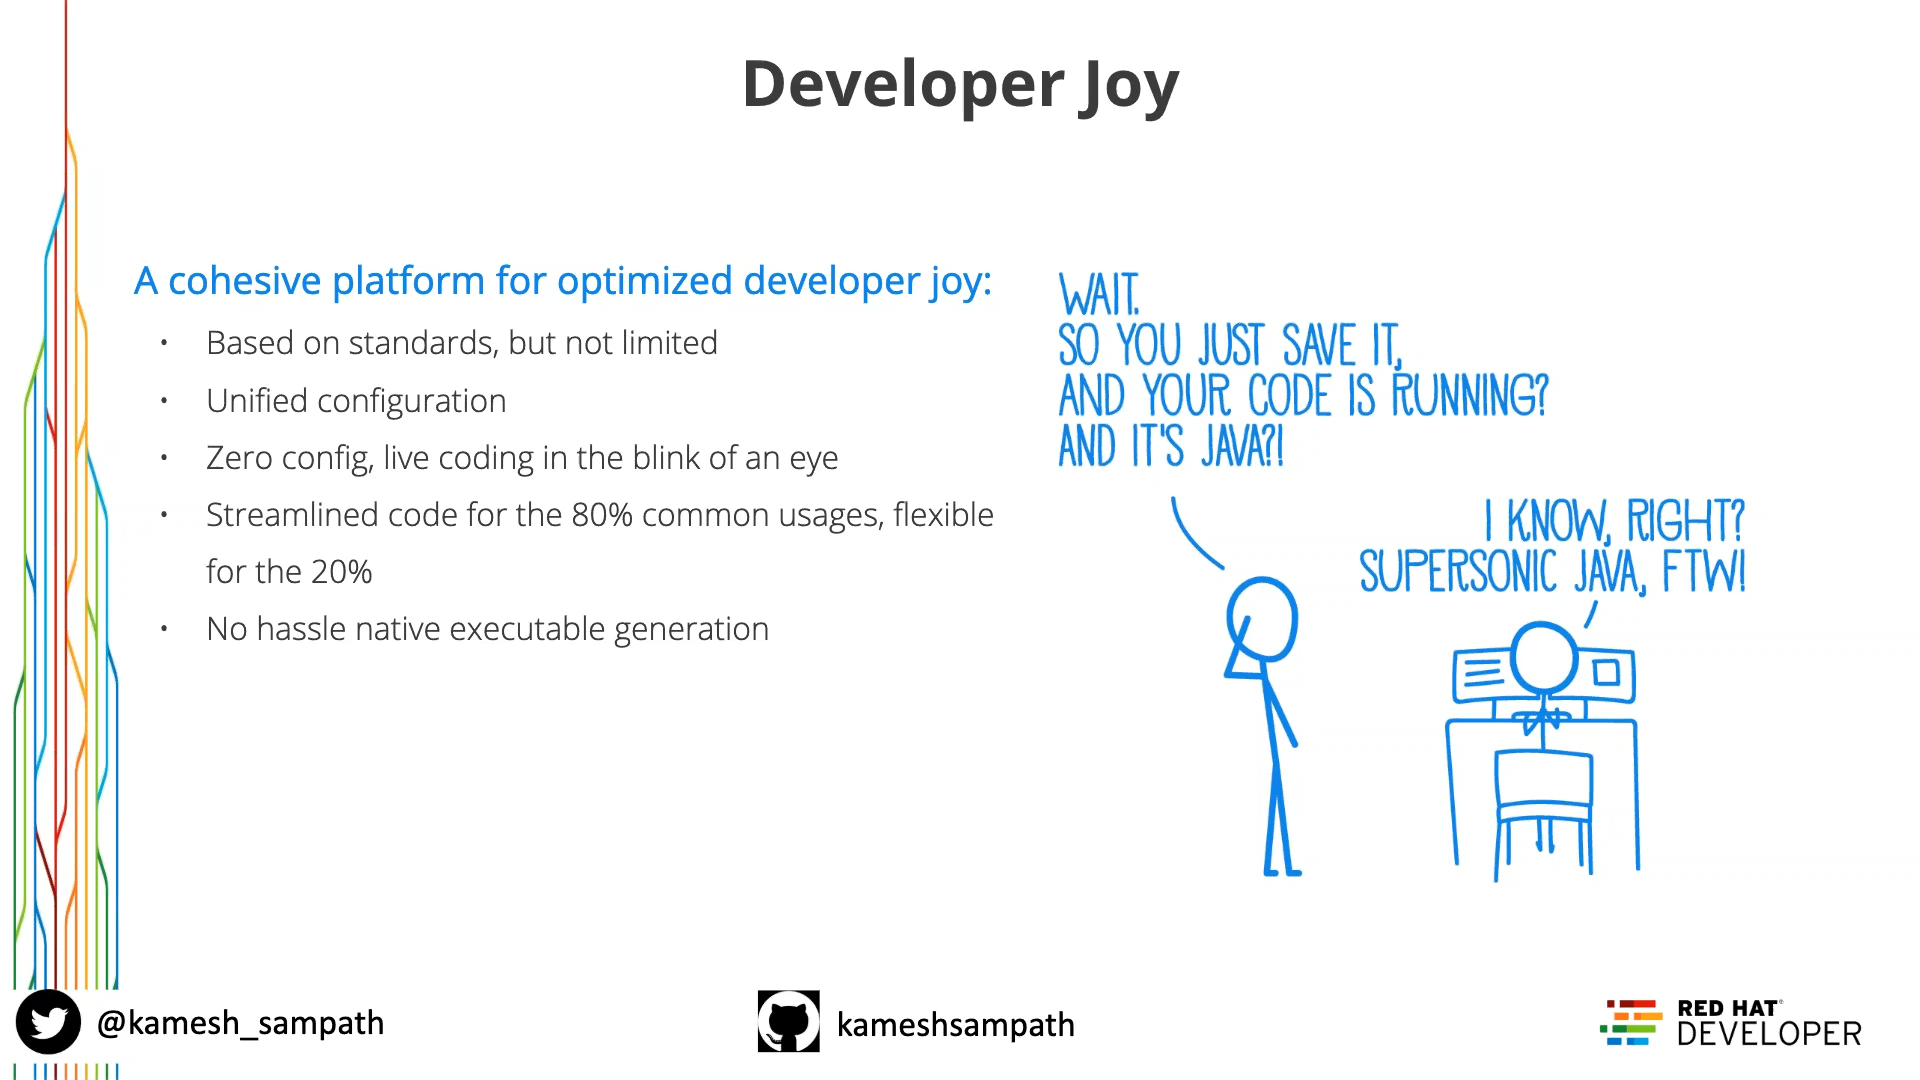 Developer Joy
A cohesive platform for optimized developer joy:
• Based on standards, but not limited
• Unified configuration
• Zero config, live coding in the blink of an eye
• Streamlined code for the 80% common usages, flexible
for the 20%
• No hassle native executable generation
WAIT.
SO YOU JUST SAVE IT,
AND YOUR CODE IS RUNNING?
AND IT'S JAVA?!
I KNOW, RIGHT?
SUPERSONIC JAVA, FTW!
@kamesh_sampath
kameshsampath
RED HAT®
DEVELOPER